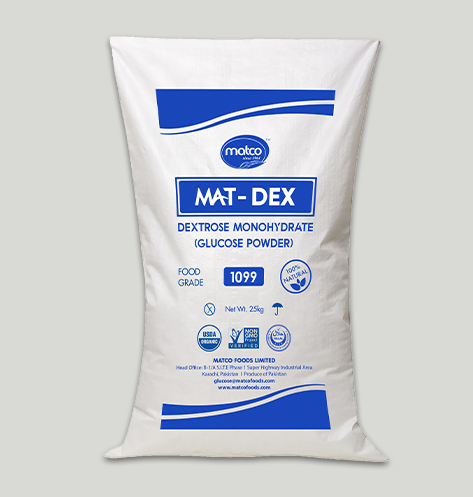 matco
since 1964
TM
MAT-DEX
DEXTROSE MONOHYDRATE
(GLUCOSE POWDER)
FOOD
GRADE
1099
100%
NATURAL
Net Wt. 25kg
USDA
ORGANIC
NON
GMO
Project
VERIFIED
MATCO FOODS LIMITED
Head Office: B-1/A S.I.T.E Phase 1 Super Highway Industrial Area
Karachi, Pakistan | Produce of Pakistan
glucose@matcofoods.com
www.matcofoods.com